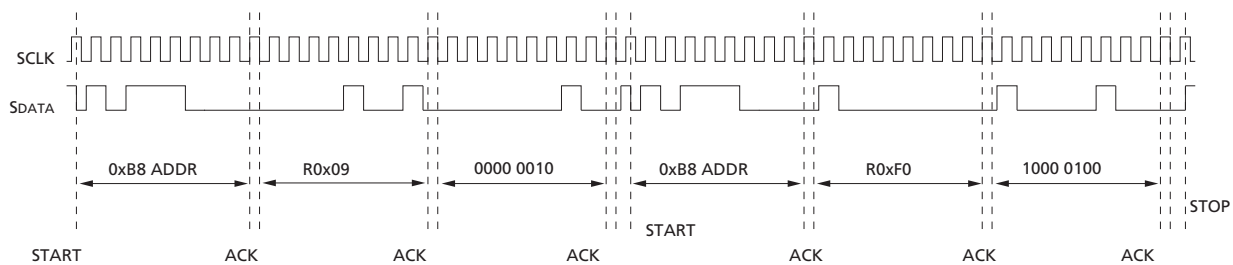 SCLK
SDATA
0xB8 ADDR
R0x09
0000 0010
0xB8 ADDR
R0xF0
1000 0100
STOP
START
START
ACK
ACK
ACK
ACK
ACK
ACK